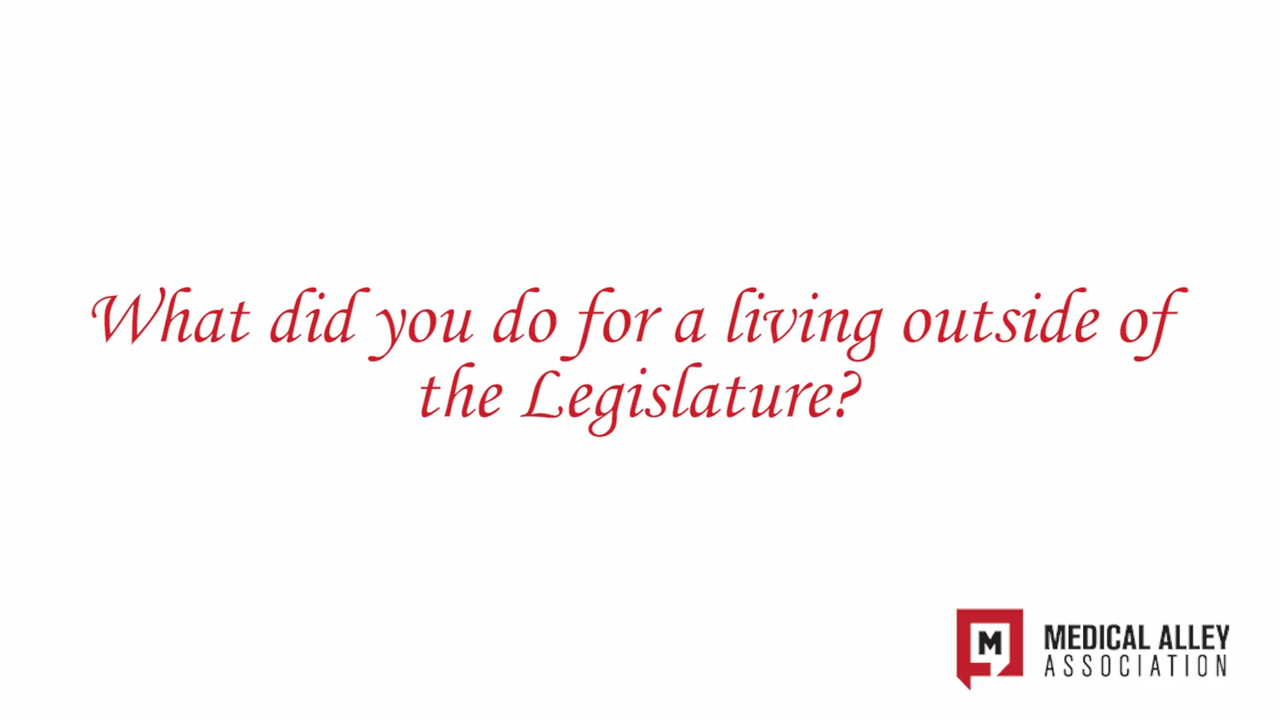 What did you do for a living outside of
the Legislature?
M
MEDICAL ALLEY
ASSOCIATION